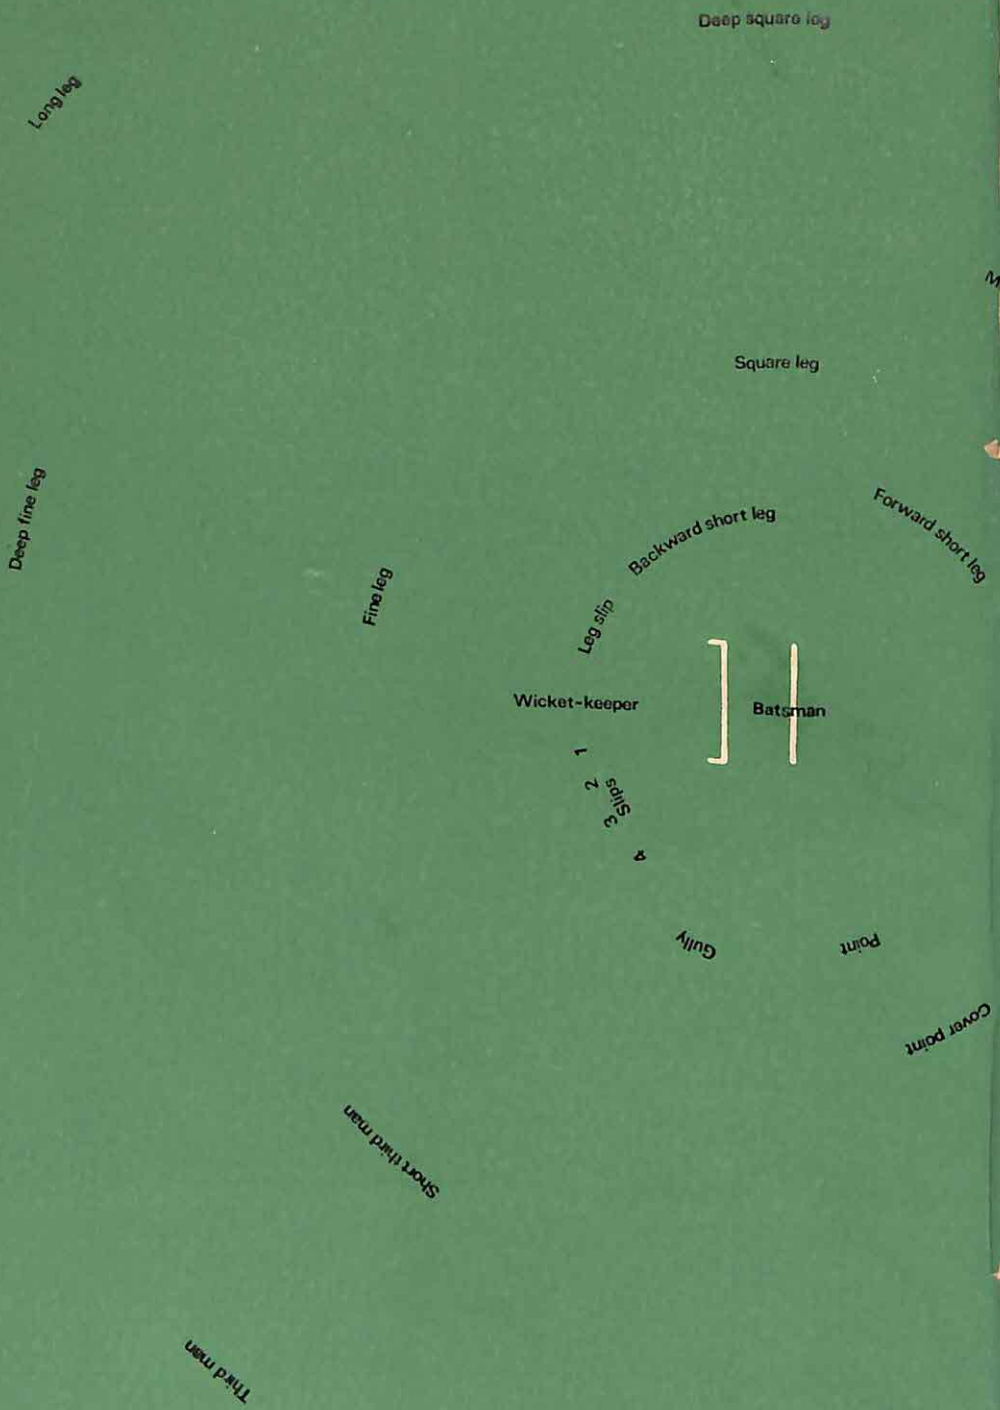 Deep square leg
Long leg
M
Square leg
Deep fine leg
Forward short leg
Backward short leg
Fine leg
Leg slip
Wicket-keeper
Batsman
1
2
Slips
3
4
Gully
Point
Cover point
Short third man
Third man